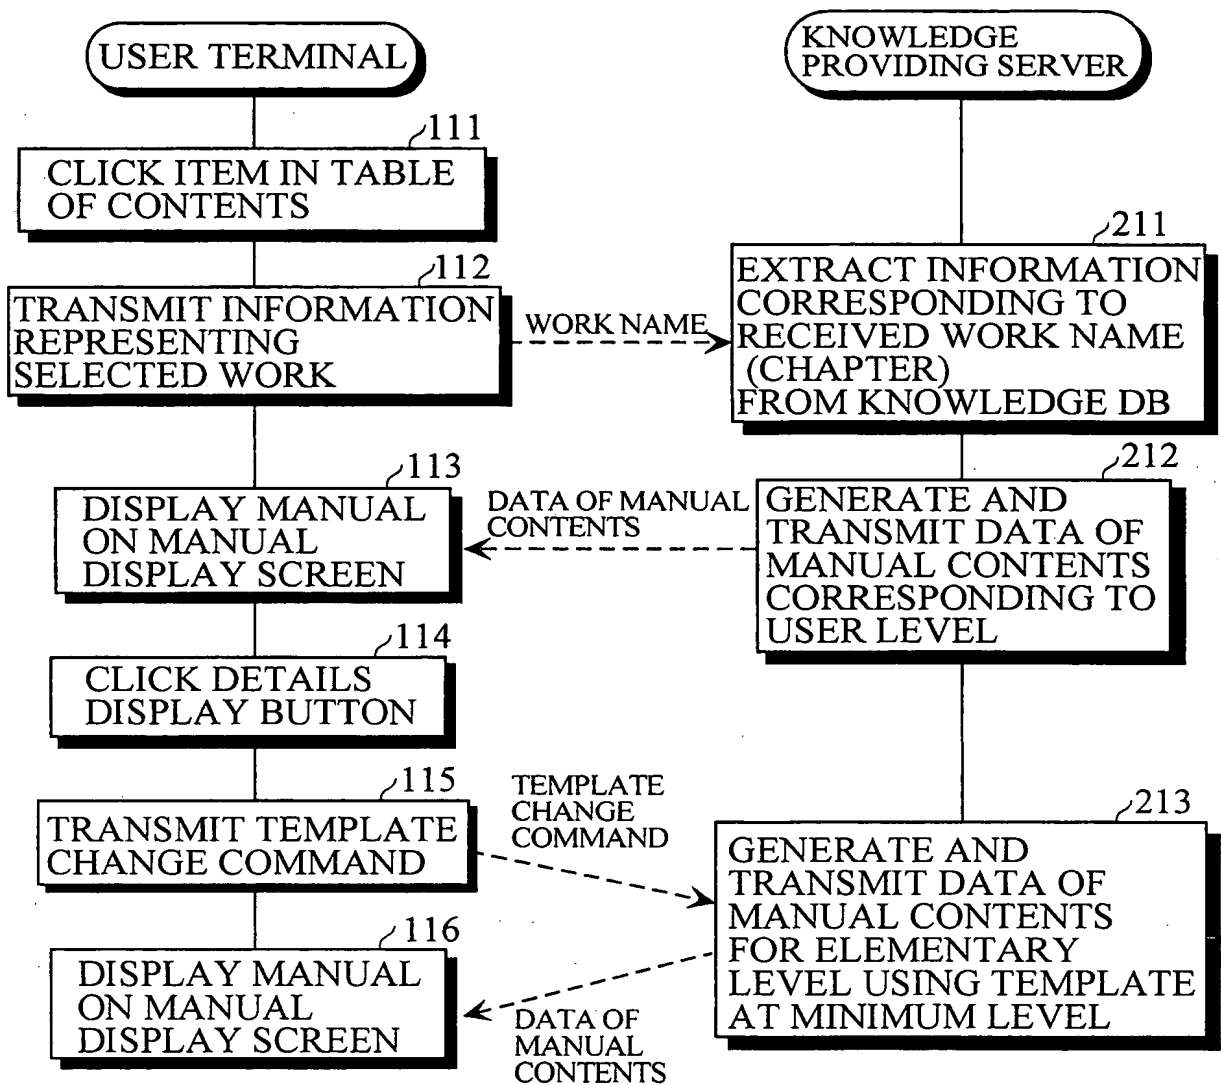 USER TERMINAL
KNOWLEDGE
PROVIDING SERVER
111
CLICK ITEM IN TABLE
OF CONTENTS
112
TRANSMIT INFORMATION
REPRESENTING
SELECTED WORK
WORK NAME
211
EXTRACT INFORMATION
CORRESPONDING TO
RECEIVED WORK NAME
(CHAPTER)
FROM KNOWLEDGE DB
113
DISPLAY MANUAL
ON MANUAL
DISPLAY SCREEN
DATA OF MANUAL
CONTENTS
212
GENERATE AND
TRANSMIT DATA OF
MANUAL CONTENTS
CORRESPONDING TO
USER LEVEL
114
CLICK DETAILS
DISPLAY BUTTON
115
TRANSMIT TEMPLATE
CHANGE COMMAND
TEMPLATE
CHANGE
COMMAND
213
GENERATE AND
TRANSMIT DATA OF
MANUAL CONTENTS
FOR ELEMENTARY
LEVEL USING TEMPLATE
AT MINIMUM LEVEL
116
DISPLAY MANUAL
ON MANUAL
DISPLAY SCREEN
DATA OF
MANUAL
CONTENTS